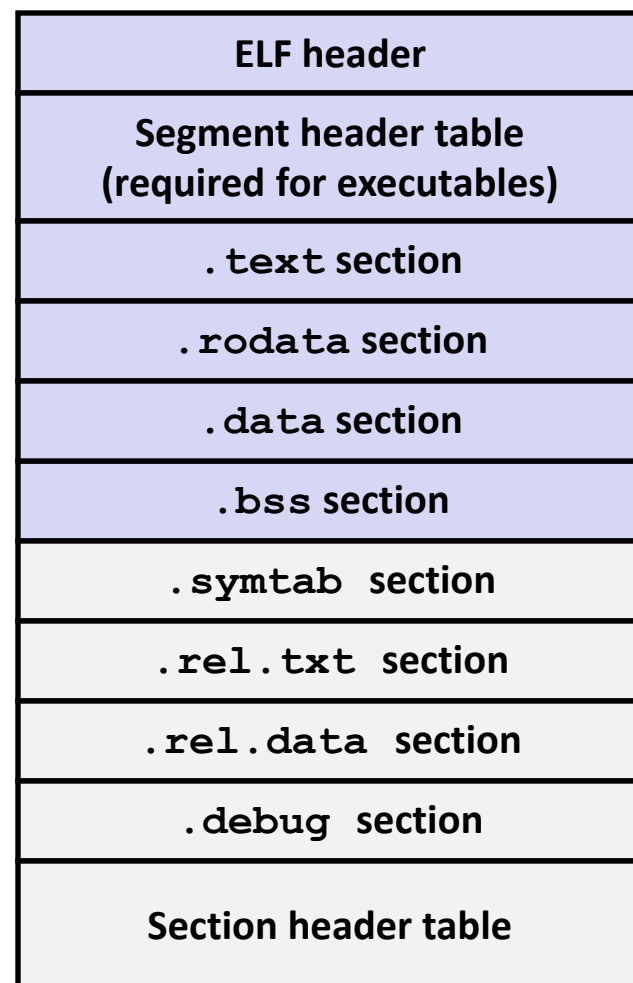 ELF header
Segment header table
(required for executables)
.text section
.rodata section
.data section
.bss section
.symtab section
.rel.txt section
.rel.data section
.debug section
Section header table